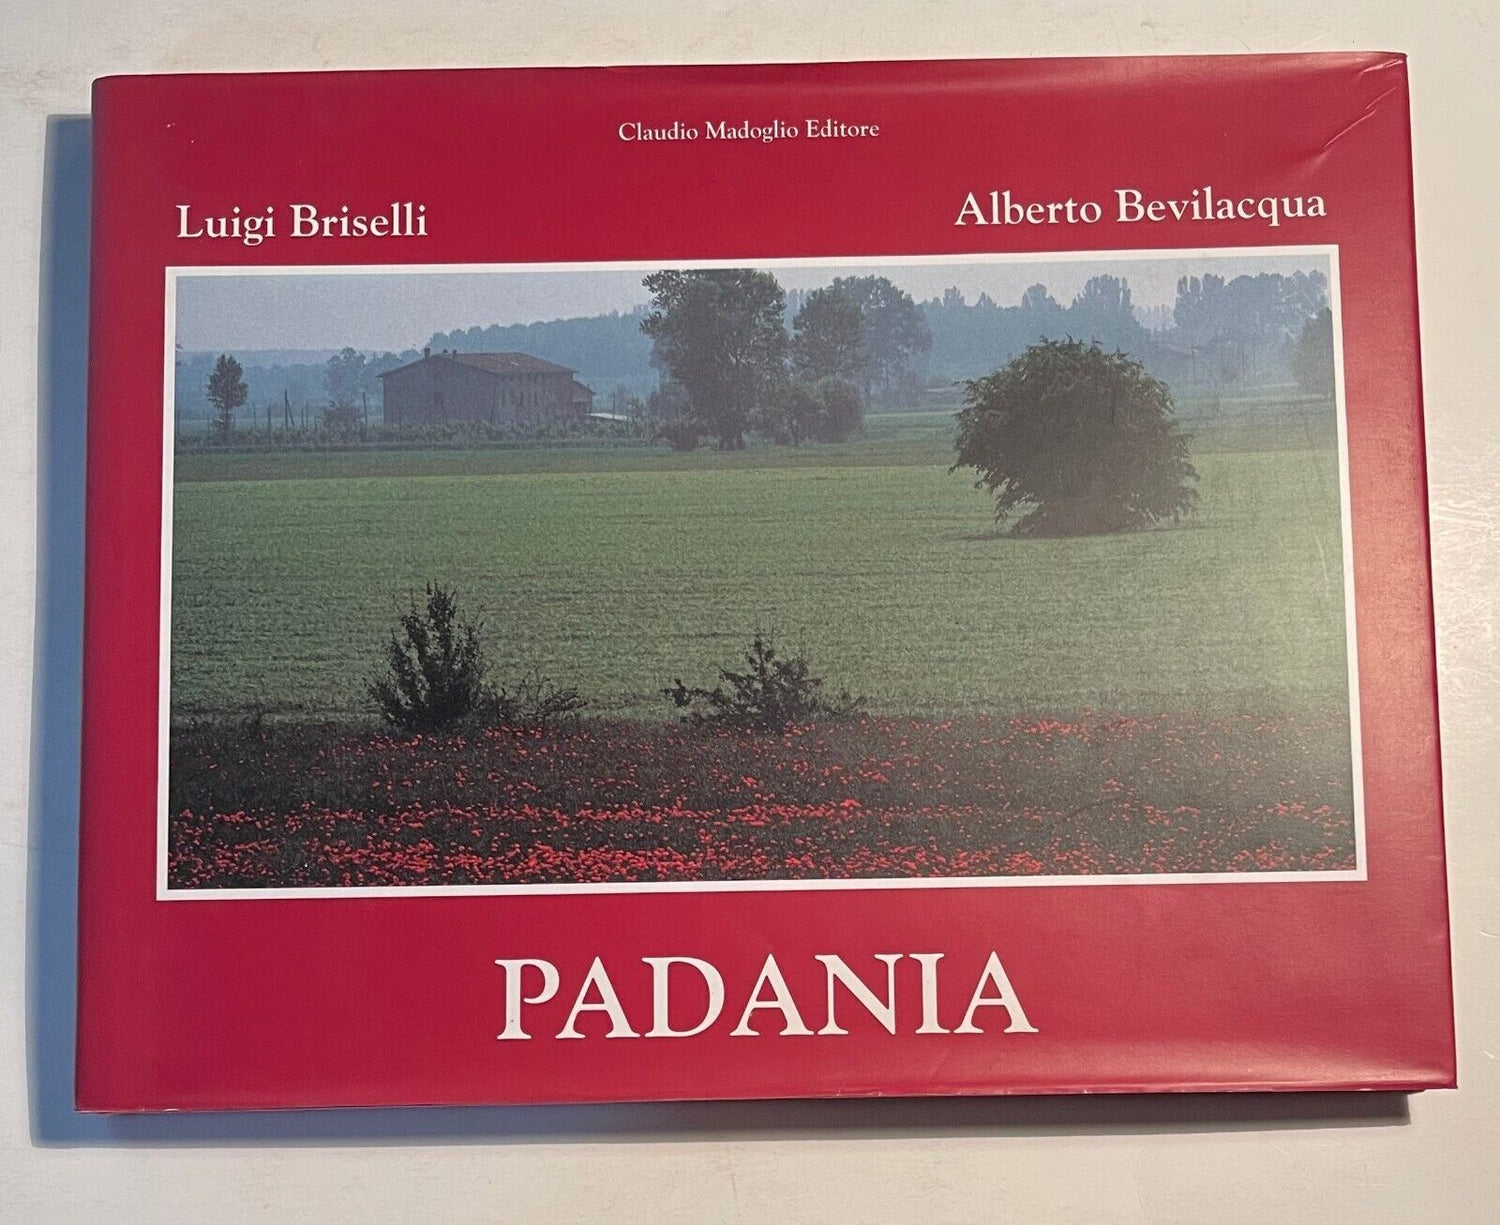 Claudio Madoglio Editore
Luigi Briselli
Alberto Bevilacqua
PADANIA